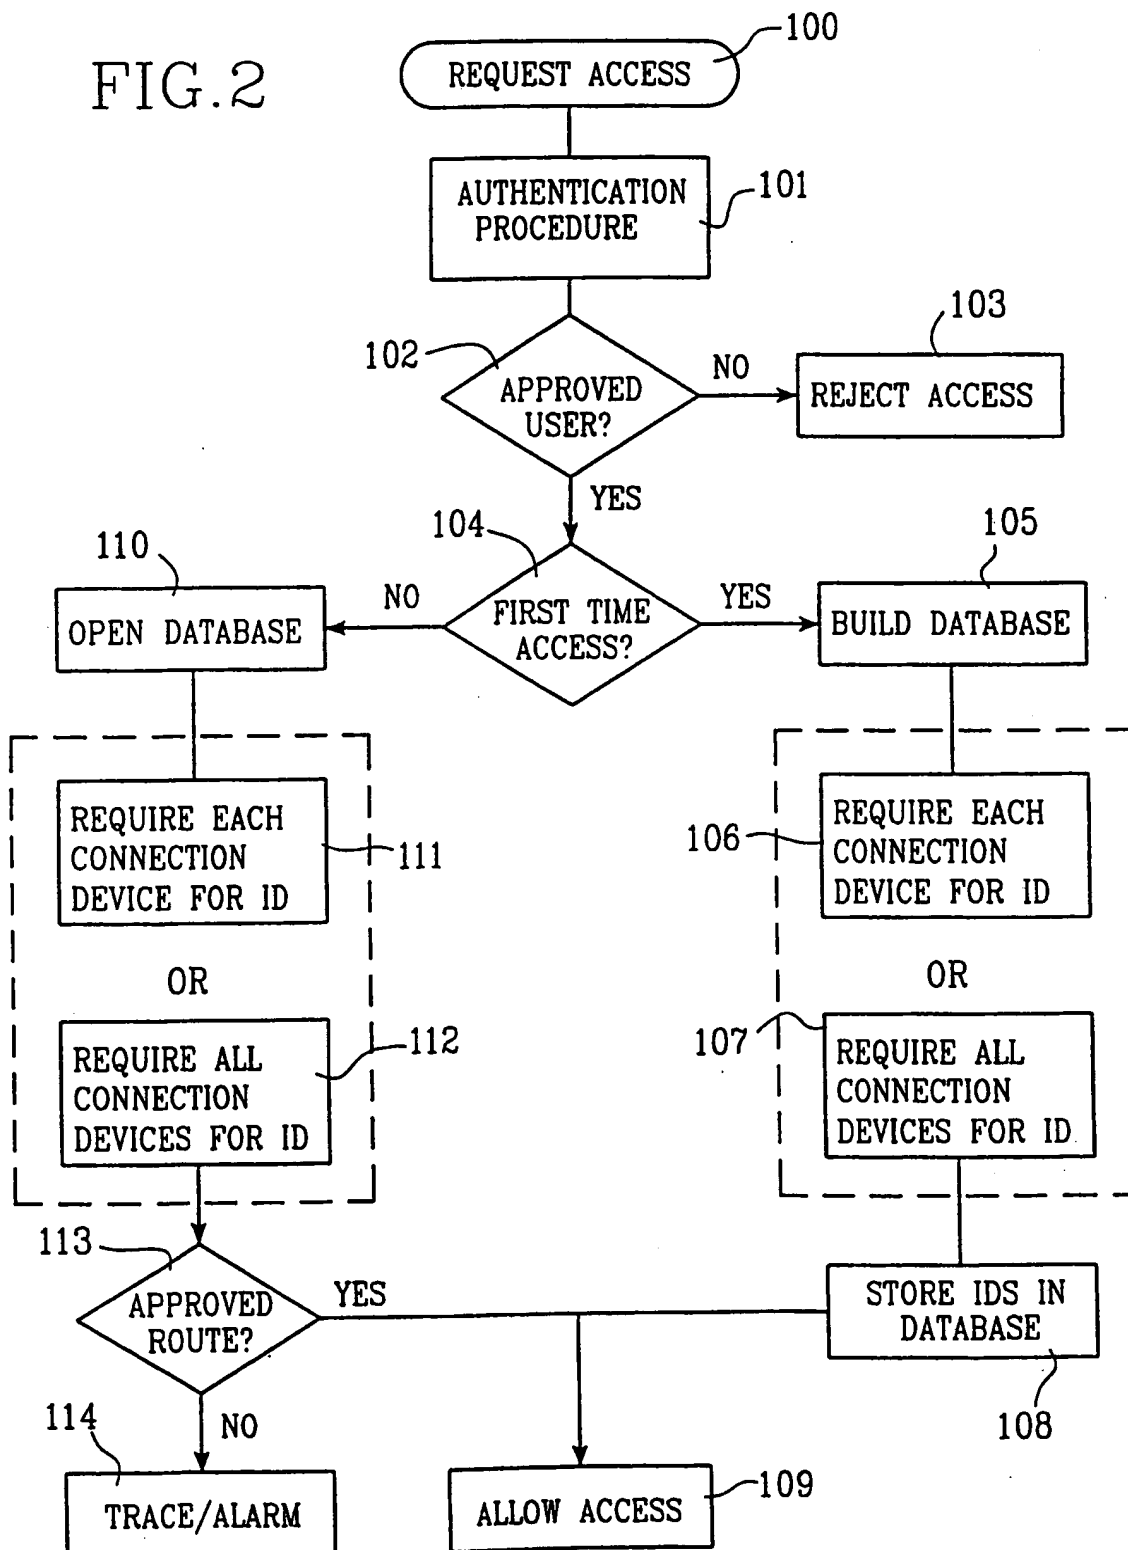 FIG.2
100
REQUEST ACCESS
AUTHENTICATION
PROCEDURE
101
102
APPROVED
USER?
NO
103
REJECT ACCESS
YES
104
FIRST TIME
ACCESS?
NO
110
OPEN DATABASE
YES
105
BUILD DATABASE
REQUIRE EACH
CONNECTION
DEVICE FOR ID
111
OR
REQUIRE ALL
CONNECTION
DEVICES FOR ID
112
106
REQUIRE EACH
CONNECTION
DEVICE FOR ID
OR
107
REQUIRE ALL
CONNECTION
DEVICES FOR ID
113
APPROVED
ROUTE?
YES
STORE IDS IN
DATABASE
108
NO
114
TRACE/ALARM
ALLOW ACCESS
109